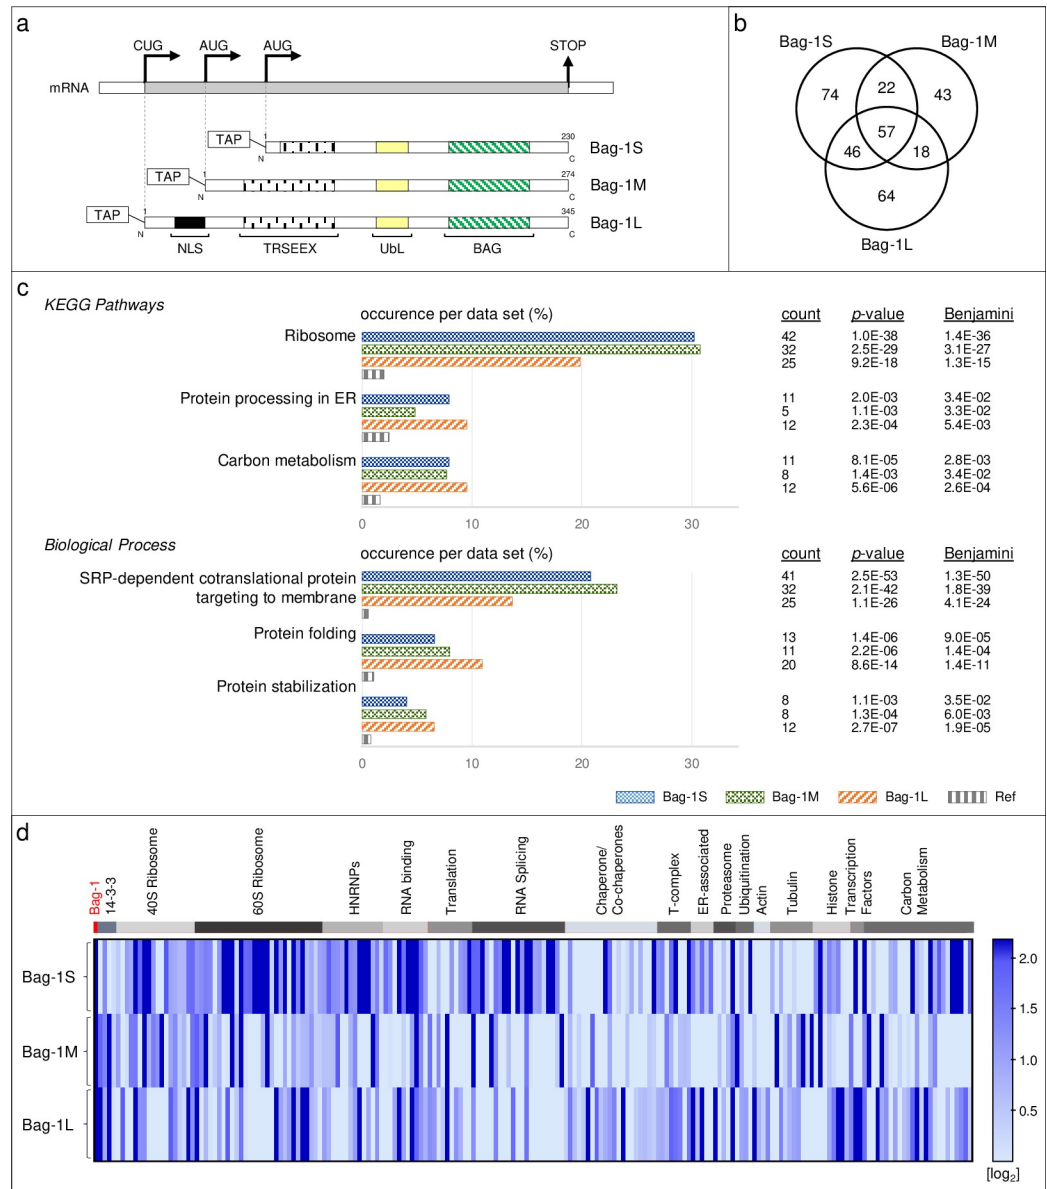 a
CUG AUG AUG STOP
mRNA
TAP 1 230
N C Bag-1S
TAP 1 274
N C Bag-1M
TAP 1 345
N C Bag-1L
NLS TRSEEX UbL BAG
b
Bag-1S Bag-1M
74 22 43
57
46 18
64
Bag-1L
c
KEGG Pathways
occurence per data set (%) count p-value Benjamini
Ribosome 42 1.0E-38 1.4E-36
32 2.5E-29 3.1E-27
25 9.2E-18 1.3E-15
Protein processing in ER 11 2.0E-03 3.4E-02
5 1.1E-03 3.3E-02
12 2.3E-04 5.4E-03
Carbon metabolism 11 8.1E-05 2.8E-03
8 1.4E-03 3.4E-02
12 5.6E-06 2.6E-04
0 10 20 30
Biological Process
occurence per data set (%) count p-value Benjamini
SRP-dependent cotranslational protein 41 2.5E-53 1.3E-50
targeting to membrane 32 2.1E-42 1.8E-39
25 1.1E-26 4.1E-24
Protein folding 13 1.4E-06 9.0E-05
11 2.2E-06 1.4E-04
20 8.6E-14 1.4E-11
Protein stabilization 8 1.1E-03 3.5E-02
8 1.3E-04 6.0E-03
12 2.7E-07 1.9E-05
0 10 20 30
Bag-1S Bag-1M Bag-1L Ref
d
Bag-1
14-3-3
40S Ribosome
60S Ribosome
HNRNPs
RNA binding
Translation
RNA Splicing
Chaperone/
Co-chaperones
T-complex
ER-associated
Proteasome
Ubiquitination
Actin
Tubulin
Histone
Transcription
Factors
Carbon
Metabolism
Bag-1S
Bag-1M
Bag-1L
2.0
1.5
1.0
0.5
[log2]